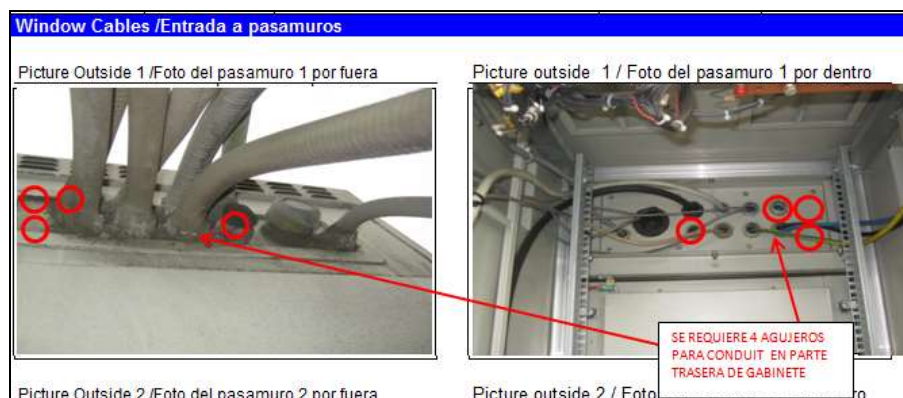 Window Cables /Entrada a pasamuros
Picture Outside 1 /Foto del pasamuro 1 por fuera
Picture outside 1 / Foto del pasamuro 1 por dentro
SE REQUIERE 4 AGUJEROS
PARA CONDUIT EN PARTE
TRASERA DE GABINETE
Picture Outside 2 /Foto del pasamuro 2 por fuera
Picture outside 2 / Foto